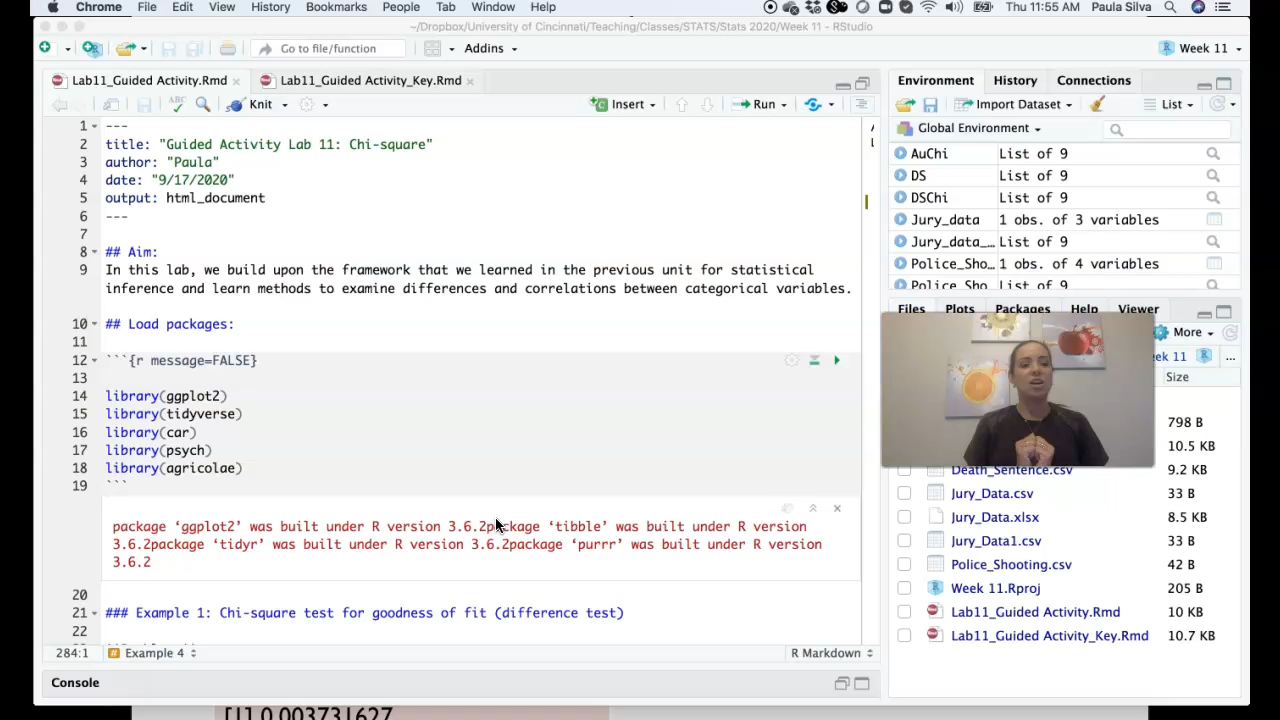 Chrome File Edit View History Bookmarks People Tab Window Help Thu 11:55 AM Paula Silva
~/Dropbox/University of Cincinnati/Teaching/Classes/STATS/Stats 2020/Week 11 - RStudio
Go to file/function Addins Week 11
Lab11_Guided Activity.Rmd Lab11_Guided Activity_Key.Rmd
Environment History Connections
ABC Knit Insert Run
Import Dataset List
Global Environment
1 ---
2 title: "Guided Activity Lab 11: Chi-square"
3 author: "Paula"
4 date: "9/17/2020"
5 output: html_document
6 ---
7
8 ## Aim:
9 In this lab, we build upon the framework that we learned in the previous unit for statistical
inference and learn methods to examine differences and correlations between categorical variables.
10 ## Load packages:
11
12 ```{r message=FALSE}
13
14 library(ggplot2)
15 library(tidyverse)
16 library(car)
17 library(psych)
18 library(agricolae)
19 ```
package ‘ggplot2’ was built under R version 3.6.2package ‘tibble’ was built under R version
3.6.2package ‘tidyr’ was built under R version 3.6.2package ‘purrr’ was built under R version
3.6.2
20
21 ### Example 1: Chi-square test for goodness of fit (difference test)
22
284:1 Example 4 R Markdown
Console
AuChi List of 9
DS List of 9
DSChi List of 9
Jury_data 1 obs. of 3 variables
Jury_data_… List of 9
Police_Sho… 1 obs. of 4 variables
Police_Sho List of 9
Files Plots Packages Help Viewer
More
eek 11 ...
Size
798 B
10.5 KB
Death_Sentence.csv 9.2 KB
Jury_Data.csv 33 B
Jury_Data.xlsx 8.5 KB
Jury_Data1.csv 33 B
Police_Shooting.csv 42 B
Week 11.Rproj 205 B
Lab11_Guided Activity.Rmd 10 KB
Lab11_Guided Activity_Key.Rmd 10.7 KB
[1] 0.003731627